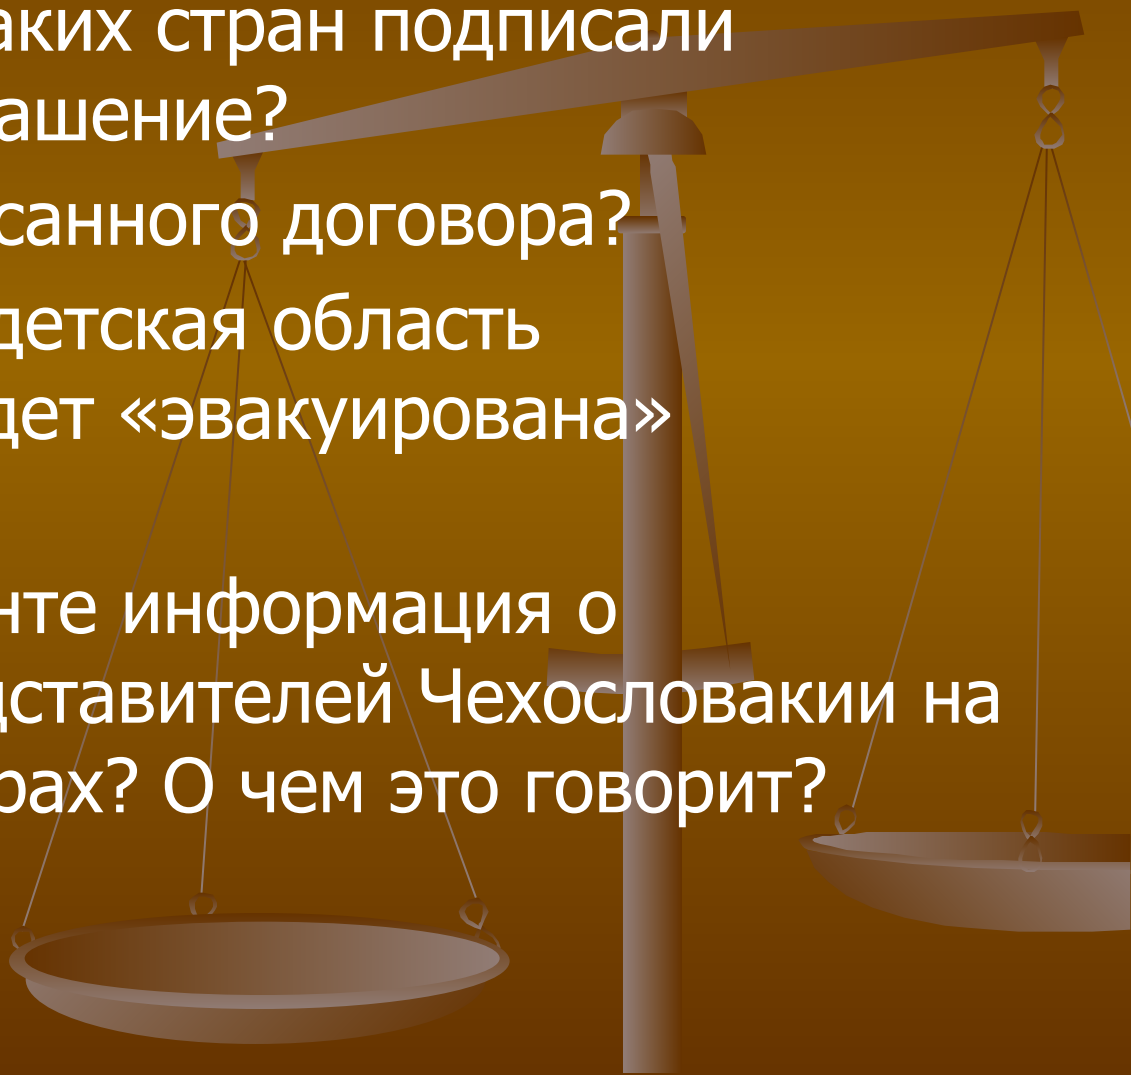 аких стран подписали
ашение?
санного договора?
детская область
дет «эвакуирована»
нте информация о
дставителей Чехословакии на
рах? О чем это говорит?